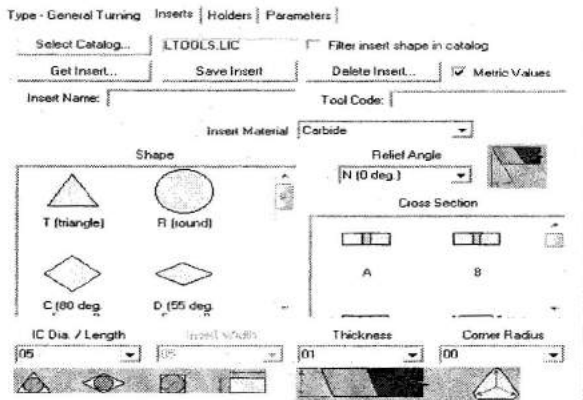 Type - General Turning Inserts Holders Parameters
Select Catalog... LTOOLS.LIC Filter insert shape in catalog
Get Insert... Save Insert Delete Insert... Metric Values
Insert Name: Tool Code:
Insert Material Carbide
Shape Relief Angle
N (0 deg.)
Cross Section
T (triangle) R (round)
A B
C (80 deg. D (55 deg.
IC Dia. / Length Insert Width Thickness Corner Radius
05 05 01 00